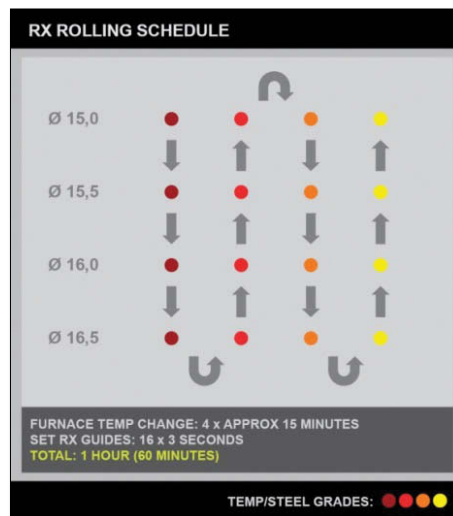 RX ROLLING SCHEDULE
Ø 15,0
Ø 15,5
Ø 16,0
Ø 16,5
FURNACE TEMP CHANGE: 4 x APPROX 15 MINUTES
SET RX GUIDES: 16 x 3 SECONDS
TOTAL: 1 HOUR (60 MINUTES)
TEMP/STEEL GRADES: